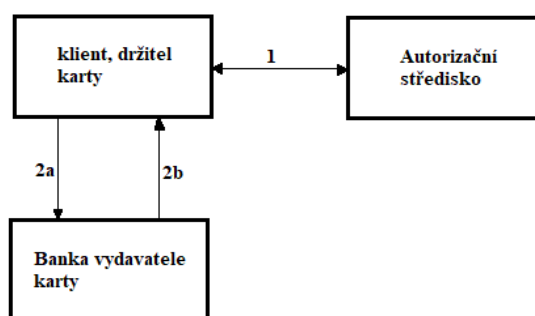 klient, držitel
karty
1
Autorizační
středisko
2a
2b
Banka vydavatele
karty